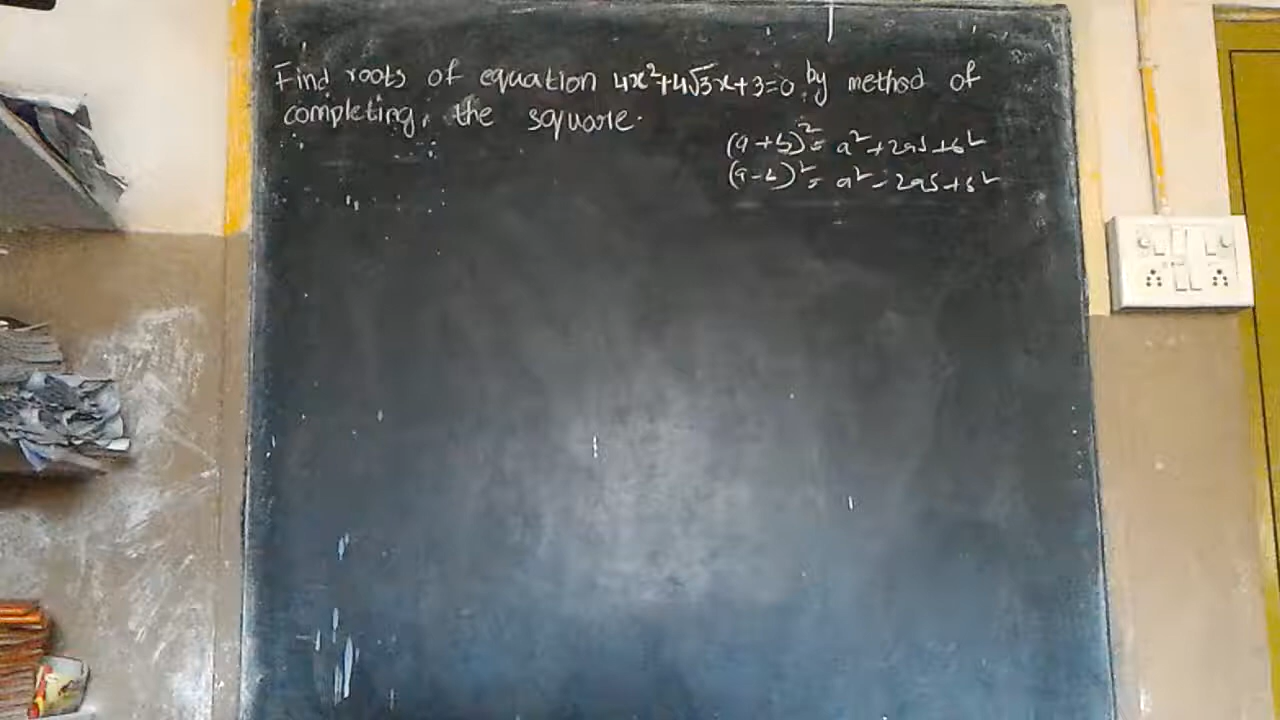 Find roots of equation 4x²+4√3x+3=0 by method of
completing, the square.
(a+b)² = a²+2ab+b²
(a-b)² = a²-2ab+b²